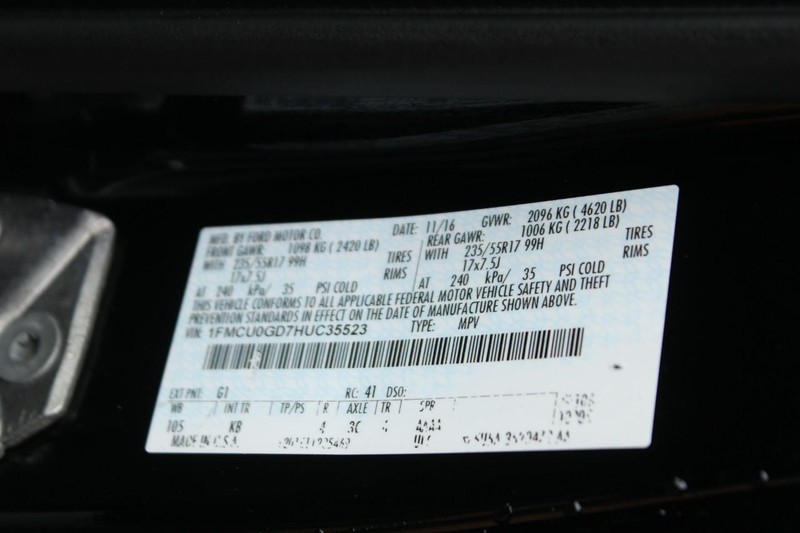 MFD. BY FORD MOTOR CO. DATE: 11/16 GVWR: 2096 KG ( 4620 LB)
FRONT GAWR: 1098 KG ( 2420 LB) REAR GAWR: 1006 KG ( 2218 LB)
WITH 235/55R17 99H TIRES WITH 235/55R17 99H TIRES
17x7.5J RIMS 17x7.5J RIMS
AT 240 kPa/ 35 PSI COLD AT 240 kPa/ 35 PSI COLD
THIS VEHICLE CONFORMS TO ALL APPLICABLE FEDERAL MOTOR VEHICLE SAFETY AND THEFT
PREVENTION STANDARDS IN EFFECT ON THE DATE OF MANUFACTURE SHOWN ABOVE.
VIN: 1FMCU0GD7HUC35523 TYPE: MPV
EXT PNT: G1 RC: 41 DSO:
WB INT TR TP/PS R AXLE TR SPR
105 KB 4 3C 4
MADE IN U.S.A.